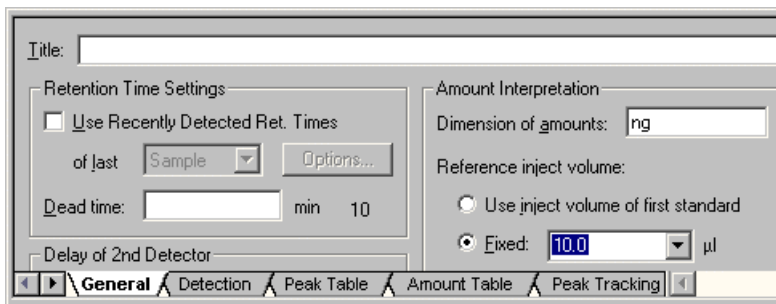 Title:
Retention Time Settings
Use Recently Detected Ret. Times
of last Sample Options...
Dead time: min 10
Delay of 2nd Detector
Amount Interpretation
Dimension of amounts: ng
Reference inject volume:
Use inject volume of first standard
Fixed: 10.0 µl
General Detection Peak Table Amount Table Peak Tracking